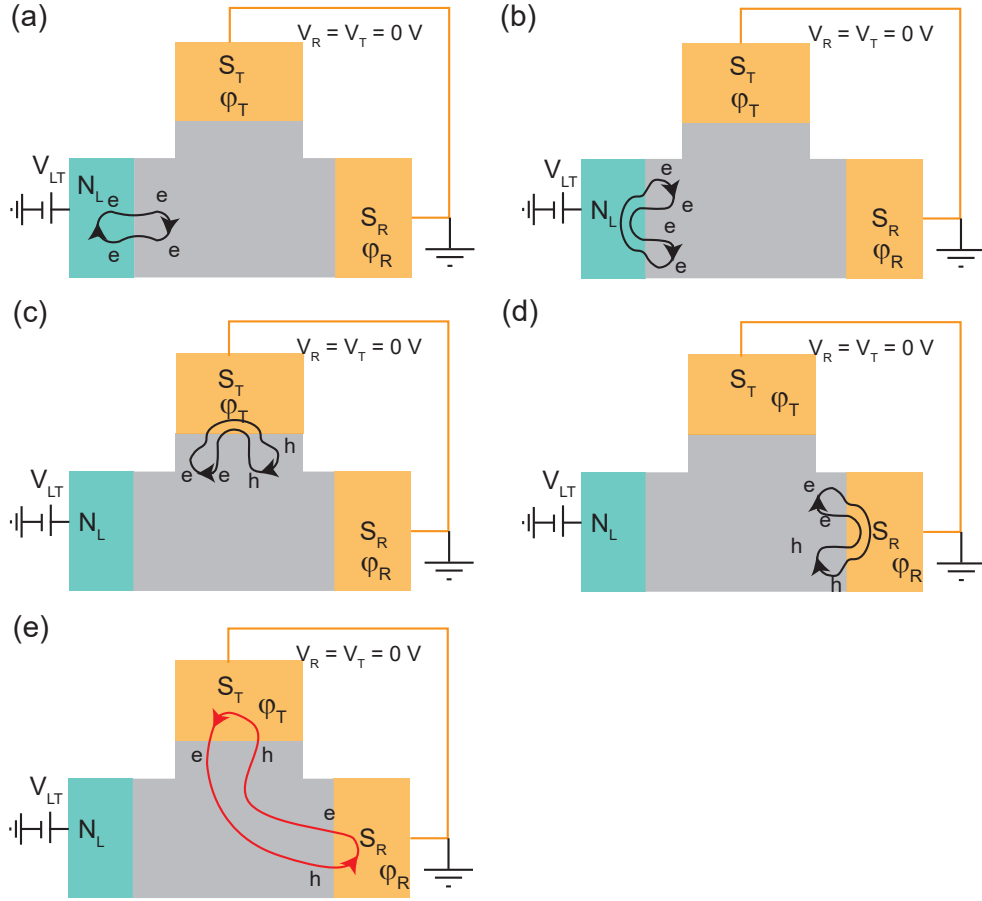 (a)
V_R = V_T = 0 V
S_T
φ_T
V_LT
N_L
e
e
e
e
S_R
φ_R
(b)
V_R = V_T = 0 V
S_T
φ_T
V_LT
N_L
e
e
e
e
S_R
φ_R
(c)
V_R = V_T = 0 V
S_T
φ_T
h
e
e
h
V_LT
N_L
S_R
φ_R
(d)
V_R = V_T = 0 V
S_T
φ_T
V_LT
N_L
e
e
h
h
S_R
φ_R
(e)
V_R = V_T = 0 V
S_T
φ_T
e
h
V_LT
N_L
e
h
S_R
φ_R